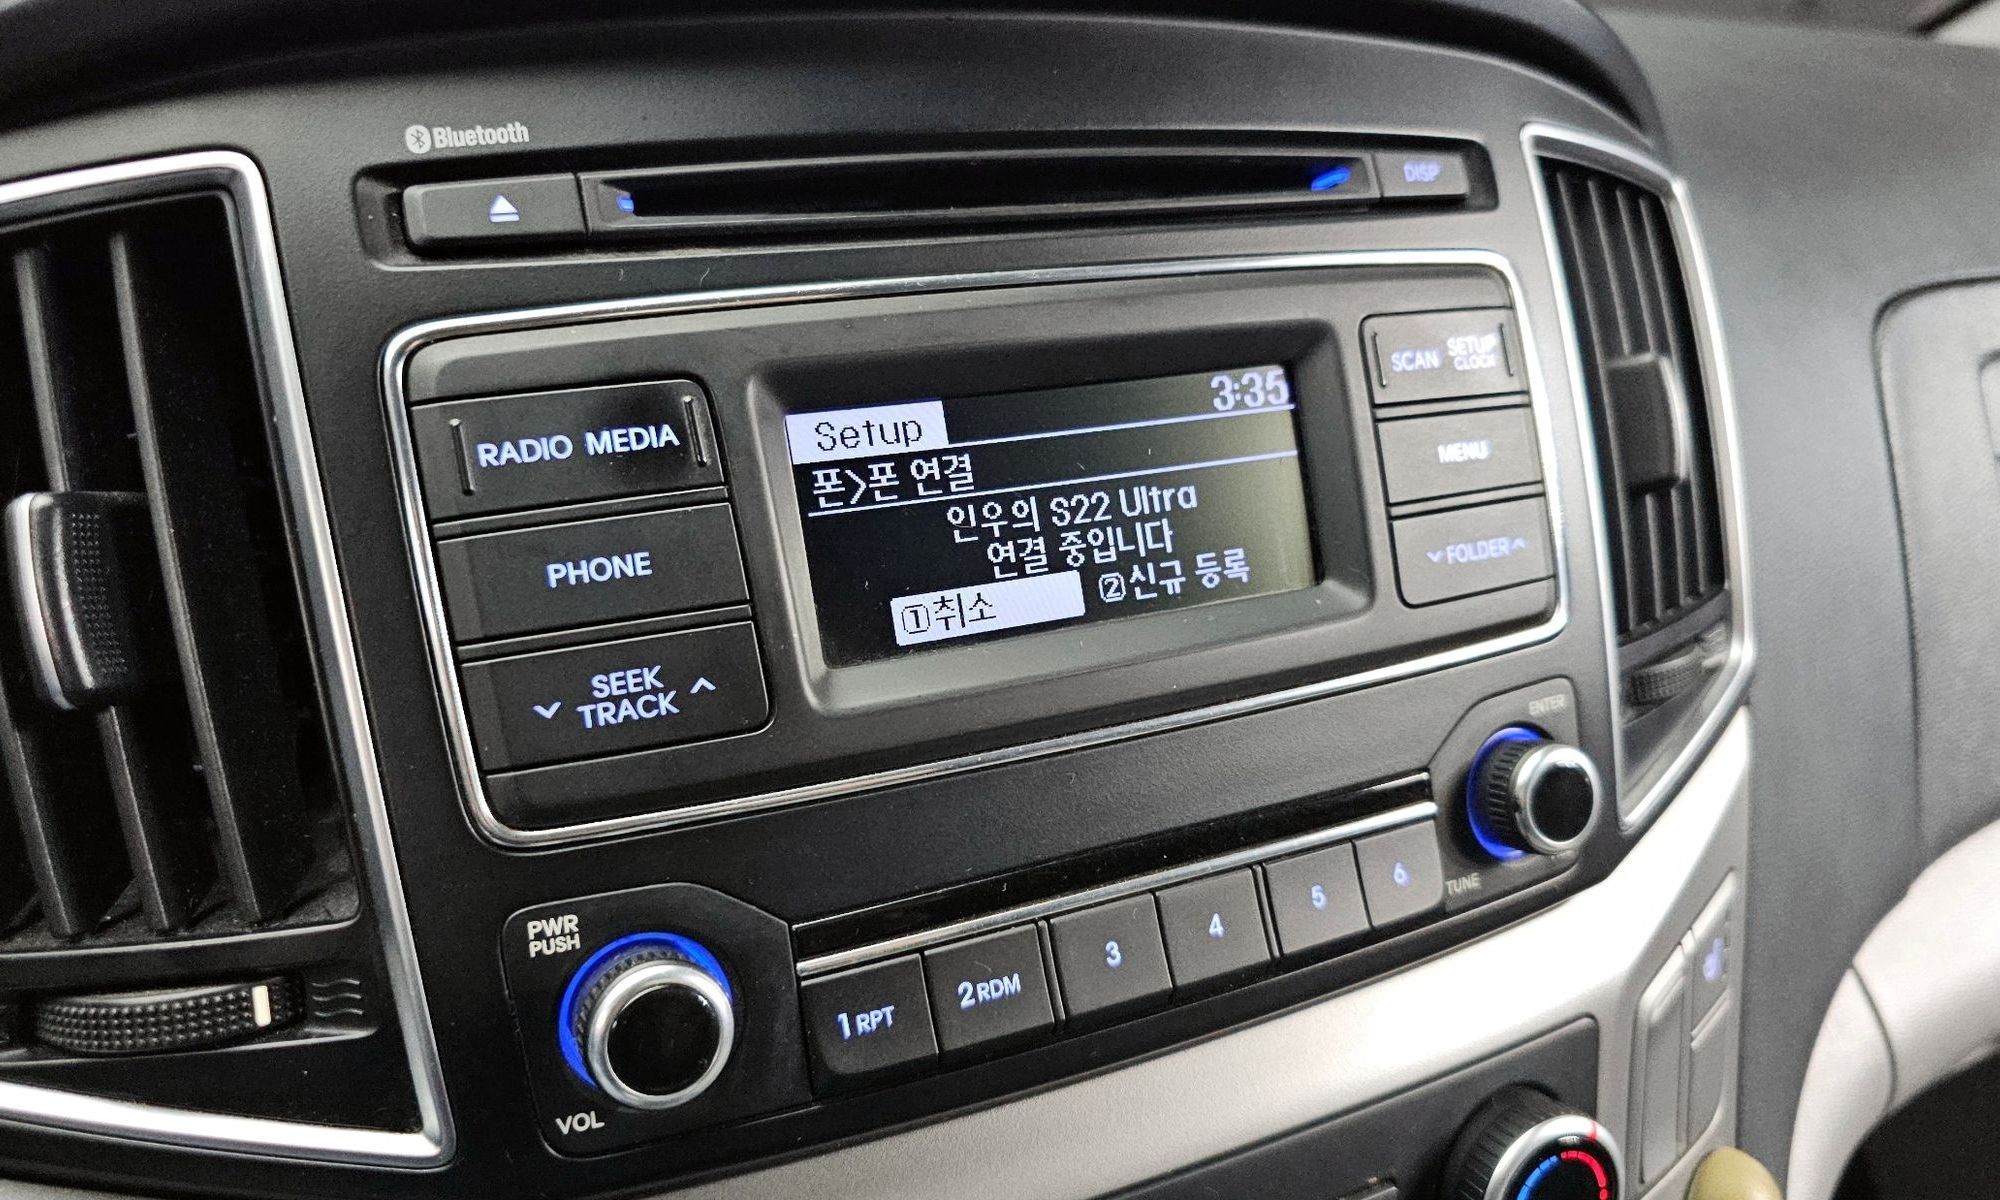 Bluetooth
DISP
RADIO MEDIA
PHONE
SEEK
TRACK
Setup
3:35
폰>폰 연결
인우의 S22 Ultra
연결 중입니다
①취소 ②신규 등록
SCAN SETUP
CLOCK
MENU
FOLDER
ENTER
TUNE
PWR
PUSH
VOL
1 RPT
2 RDM
3
4
5
6